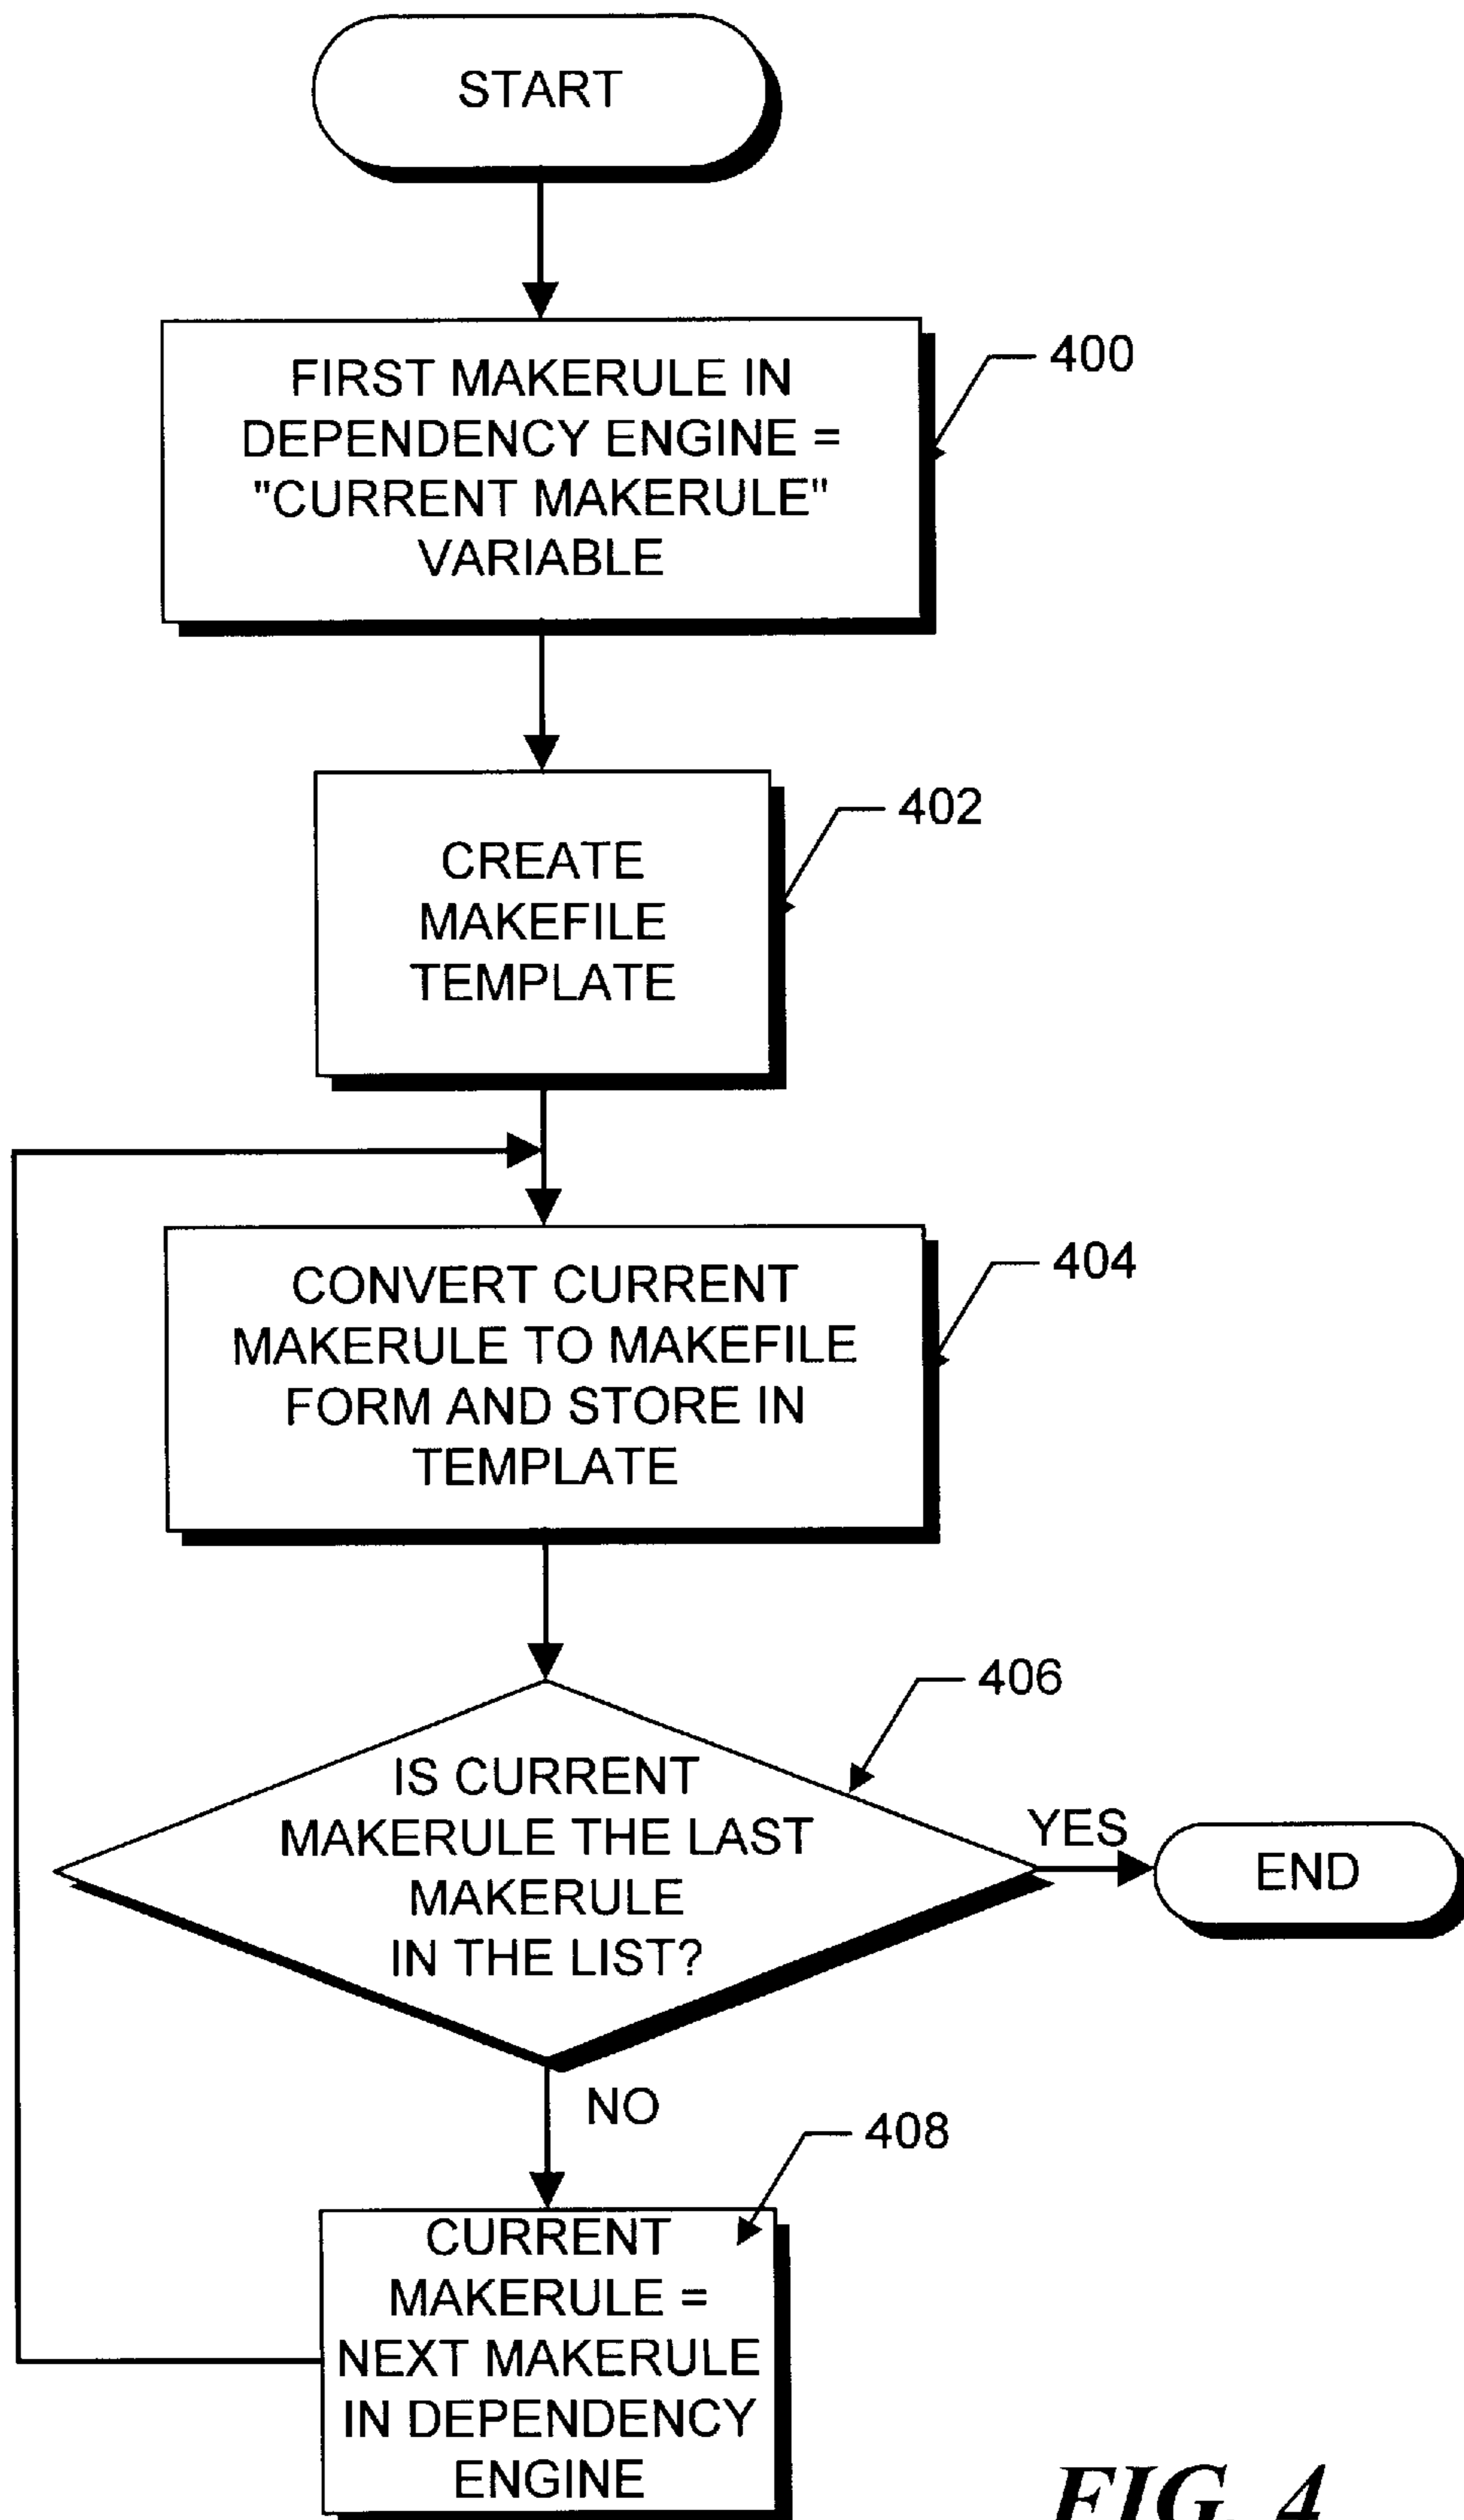 START
FIRST MAKERULE IN
DEPENDENCY ENGINE =
"CURRENT MAKERULE"
VARIABLE
400
CREATE
MAKEFILE
TEMPLATE
402
CONVERT CURRENT
MAKERULE TO MAKEFILE
FORM AND STORE IN
TEMPLATE
404
IS CURRENT
MAKERULE THE LAST
MAKERULE
IN THE LIST?
406
YES
END
NO
408
CURRENT
MAKERULE =
NEXT MAKERULE
IN DEPENDENCY
ENGINE
FIG. 4